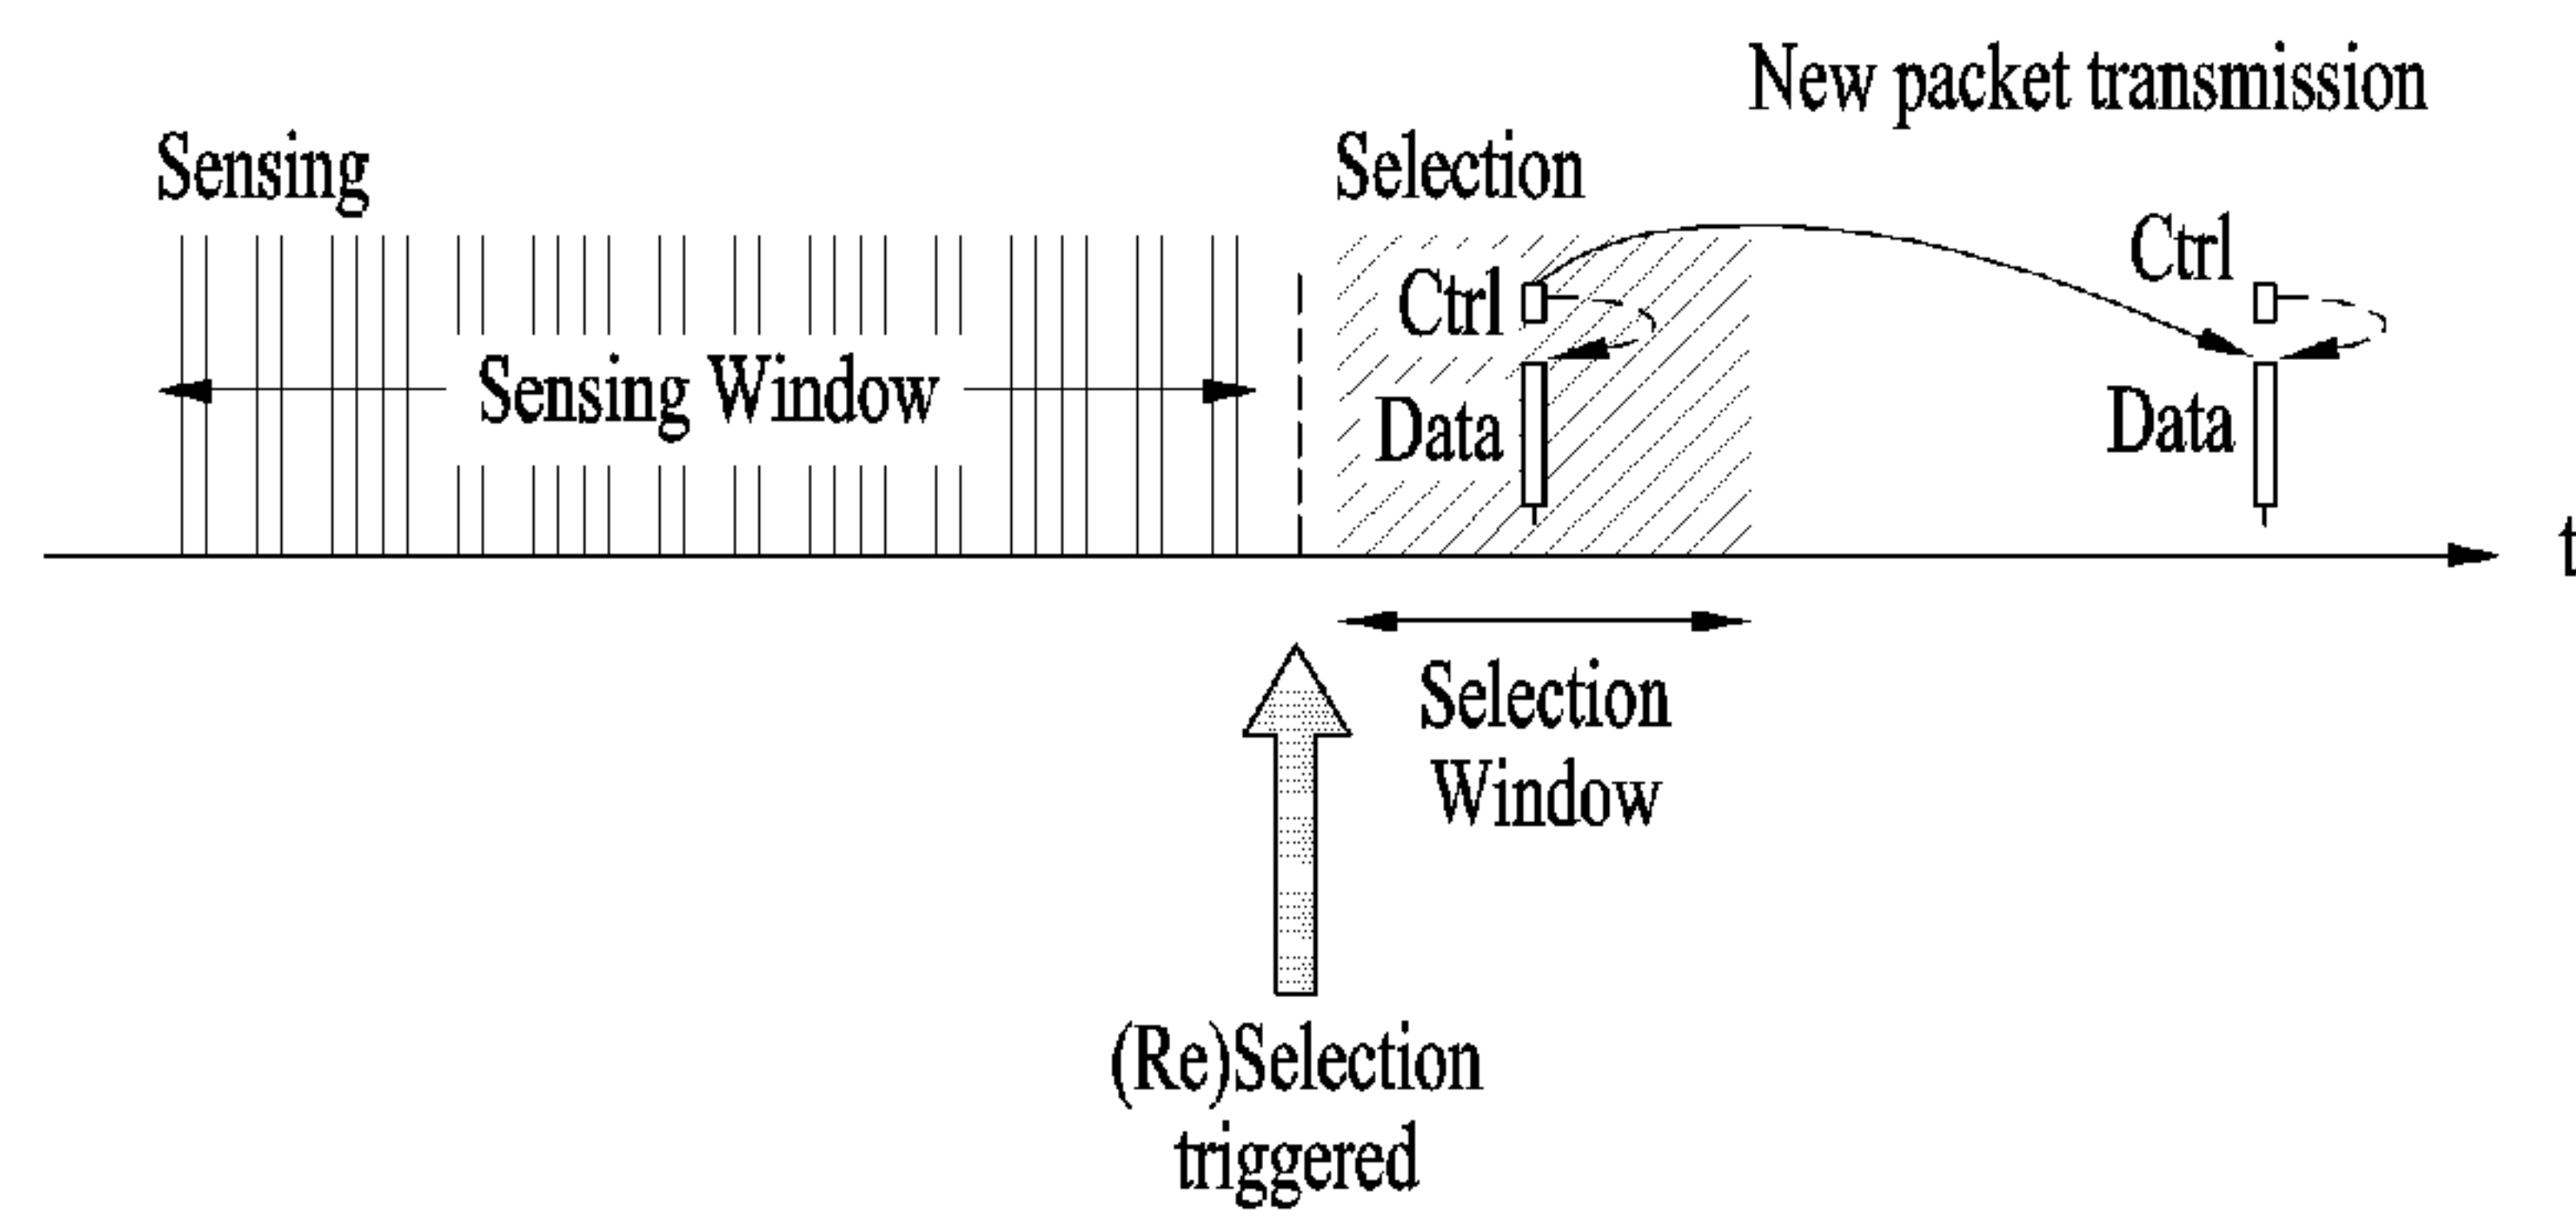 New packet transmission
Sensing
Selection
Ctrl
Ctrl
Sensing Window
Data
Data
t
Selection
Window
(Re)Selection
triggered